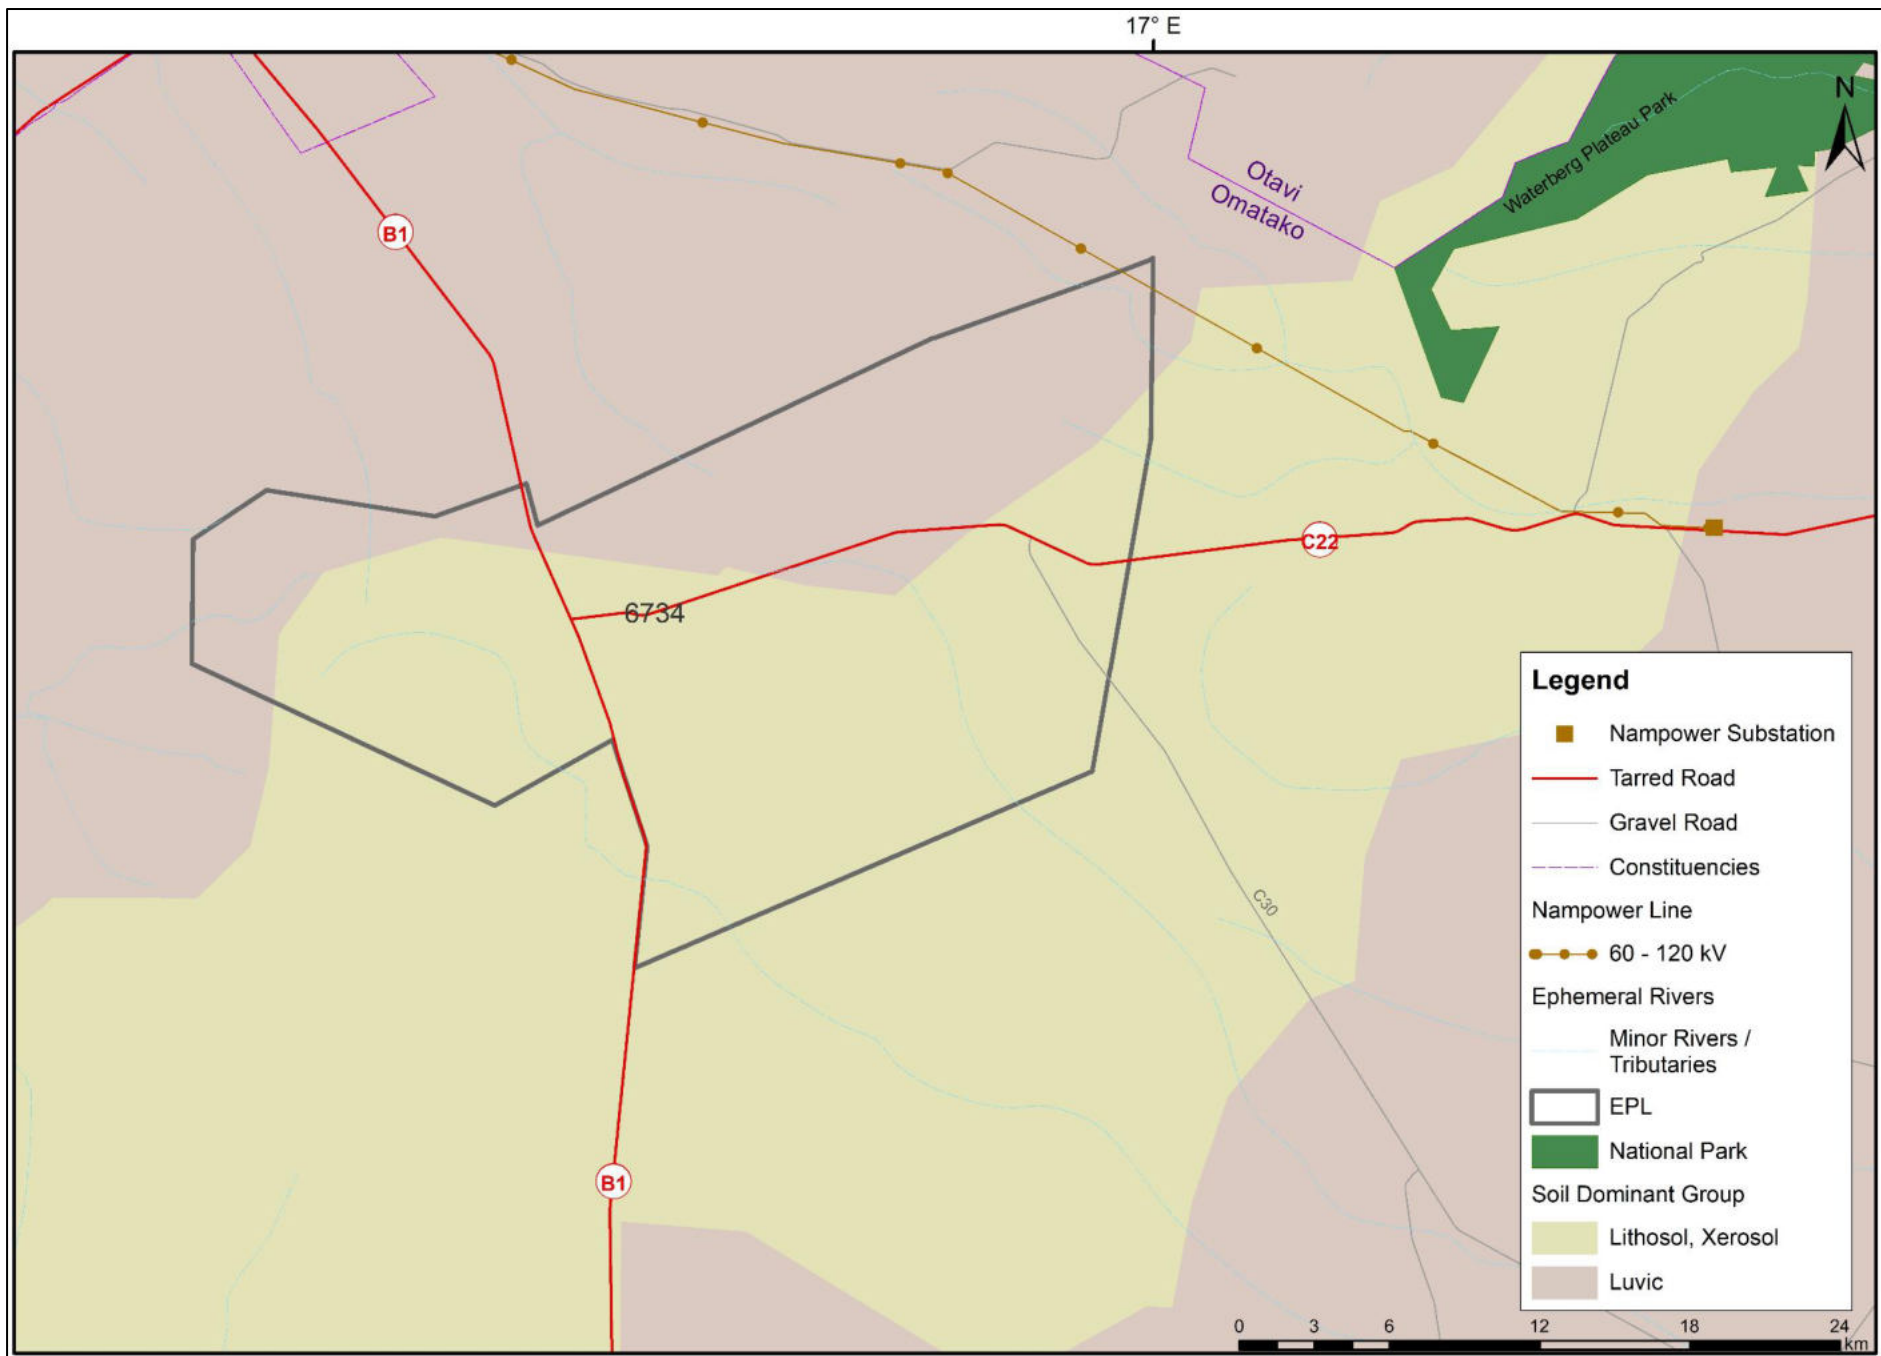 17° E
N
Waterberg Plateau Park
Otavi
Omatako
B1
C22
6734
C30
B1
Legend
Nampower Substation
Tarred Road
Gravel Road
Constituencies
Nampower Line
60 - 120 kV
Ephemeral Rivers
Minor Rivers /
Tributaries
EPL
National Park
Soil Dominant Group
Lithosol, Xerosol
Luvic
0 3 6 12 18 24
km